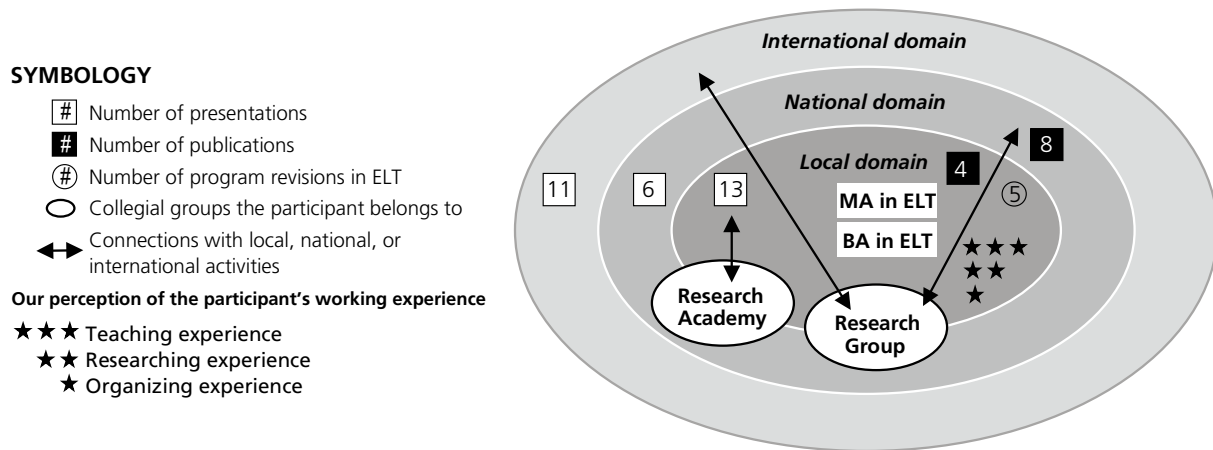 SYMBOLOGY
# Number of presentations
# Number of publications
# Number of program revisions in ELT
Collegial groups the participant belongs to
Connections with local, national, or
international activities
Our perception of the participant's working experience
★★★ Teaching experience
★★ Researching experience
★ Organizing experience
International domain
National domain
Local domain
4
8
11
6
13
MA in ELT
5
BA in ELT
Research
Academy
Research
Group